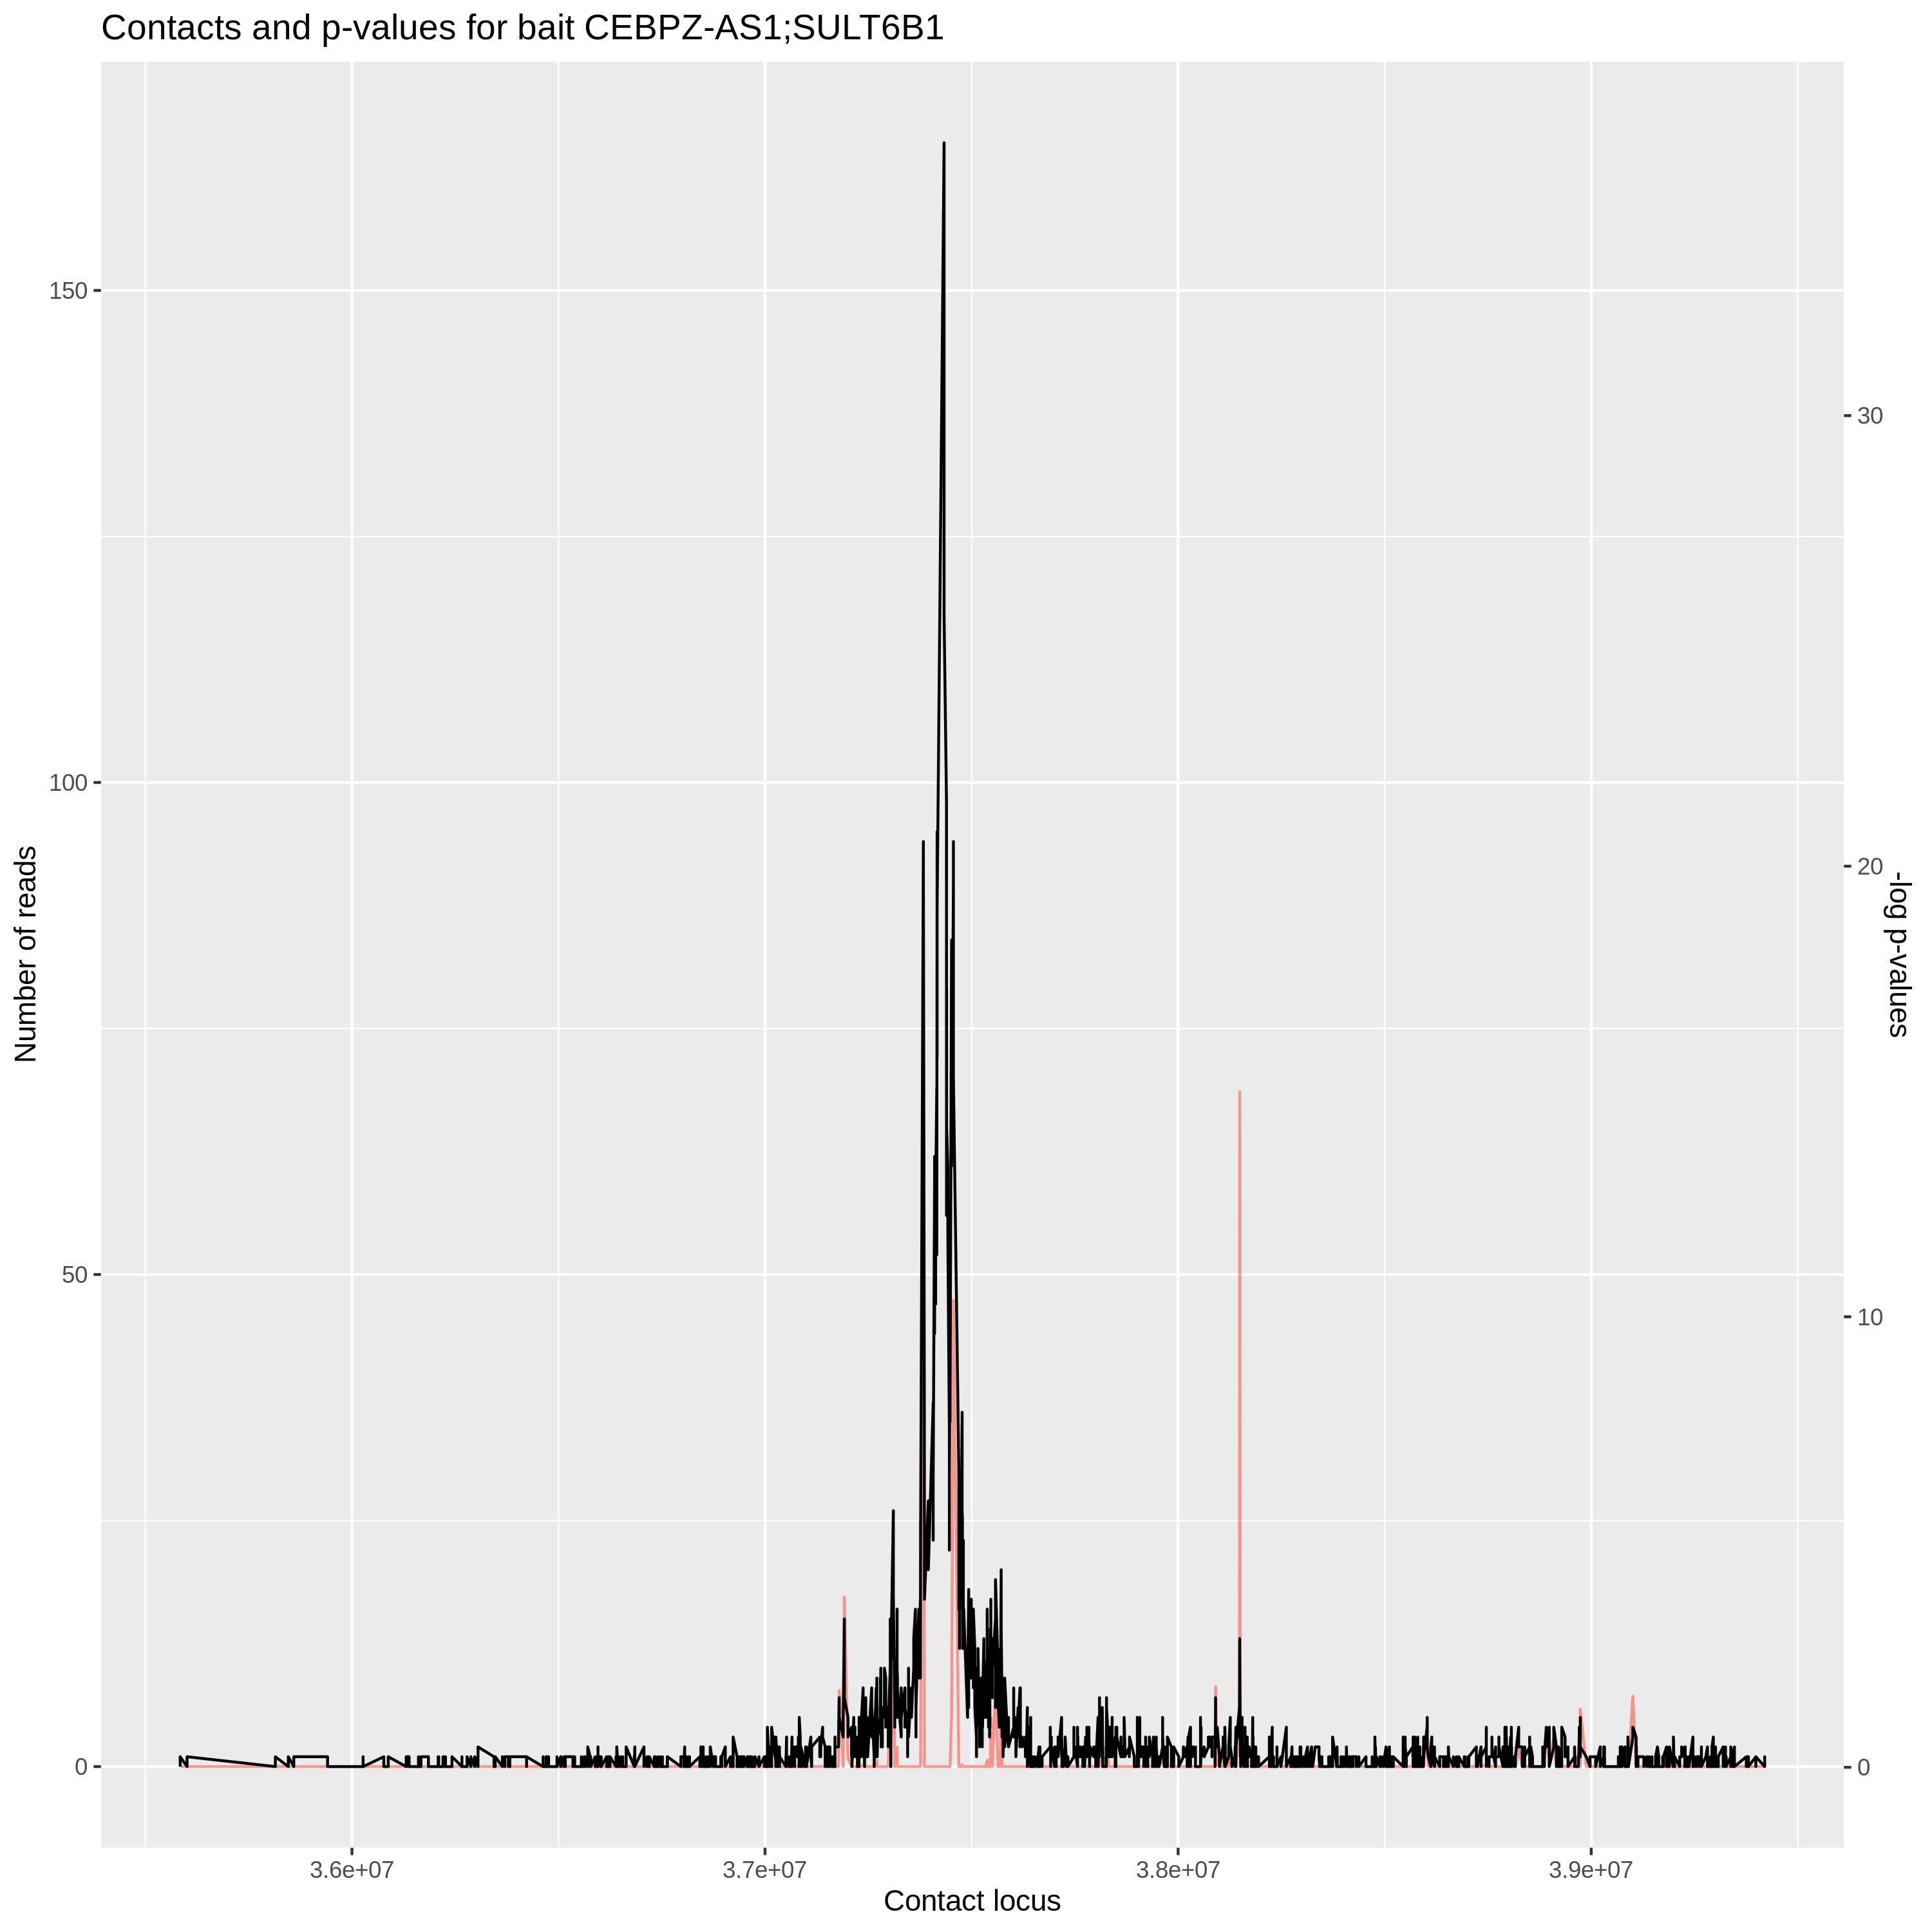 Contacts and p-values for bait CEBPZ-AS1;SULT6B1
150
100
50
0
Number of reads
30
20
10
0
-log p-values
3.6e+07 3.7e+07 3.8e+07 3.9e+07
Contact locus